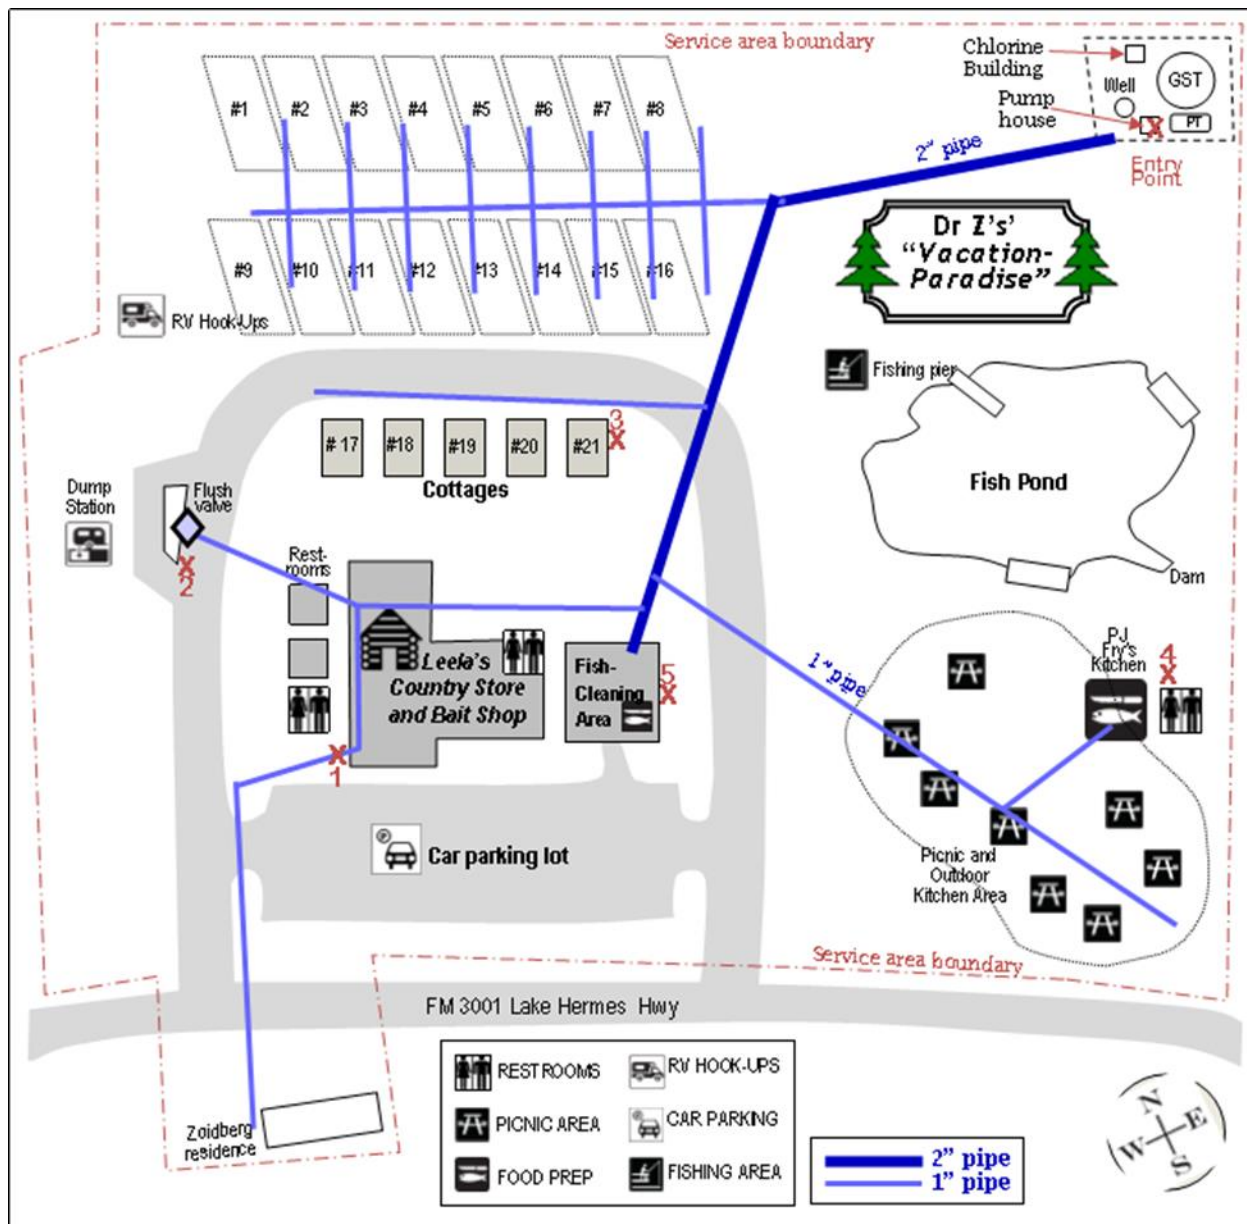 Service area boundary
Chlorine
Building
Well
GST
Pump
house
PT
Entry
Point
2" pipe
#1
#2
#3
#4
#5
#6
#7
#8
#9
#10
#11
#12
#13
#14
#15
#16
RV Hook-Ups
Dr Z's'
"Vacation-
Paradise"
Fishing pier
Fish Pond
Dam
# 17
#18
#19
#20
#21
3
X
Cottages
Dump
Station
Flush
valve
X
2
Rest-
rooms
Leela's
Country Store
and Bait Shop
Fish-
Cleaning
Area
5
X
1" pipe
PJ
Fry's
Kitchen
4
X
X
1
Picnic and
Outdoor
Kitchen Area
P
Car parking lot
Service area boundary
FM 3001 Lake Hermes Hwy
Zoidberg
residence
RESTROOMS
RV HOOK-UPS
PICNIC AREA
CAR PARKING
FOOD PREP
FISHING AREA
2" pipe
1" pipe
N
E
W
S